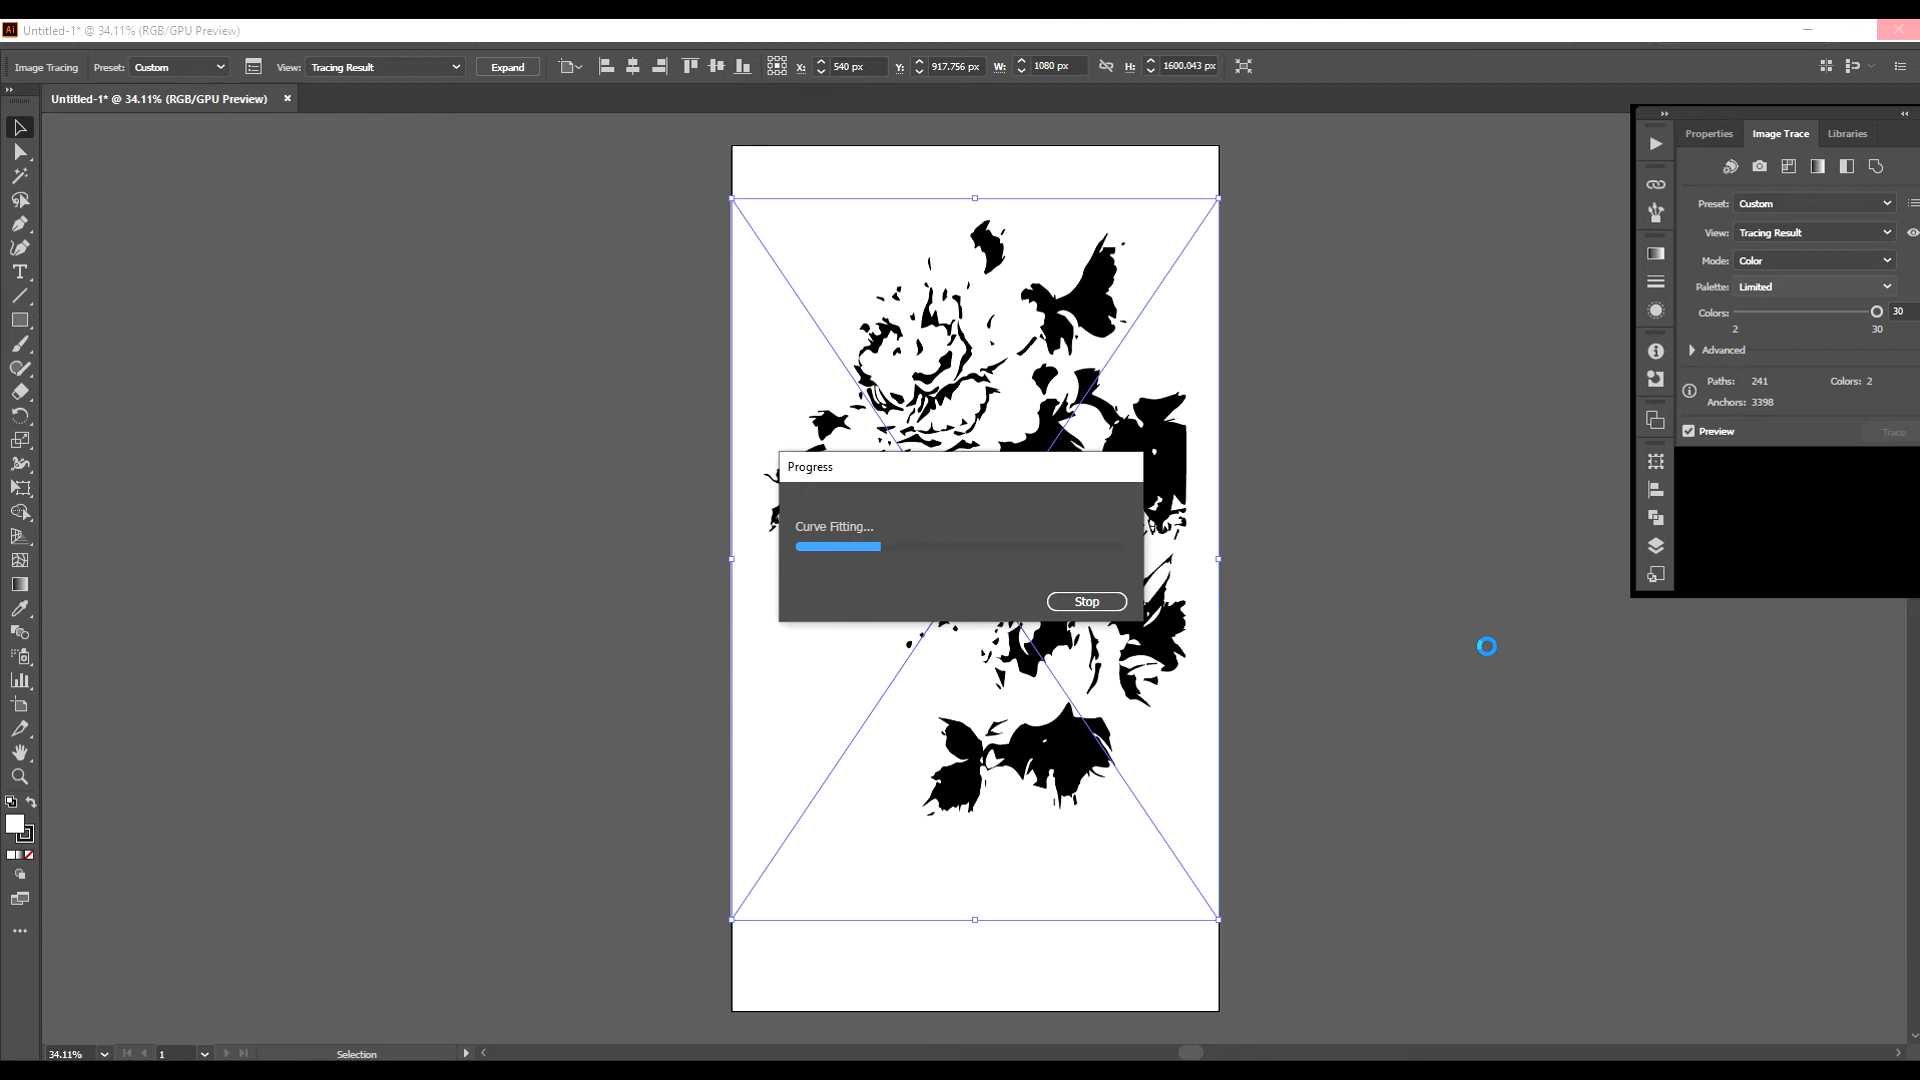 Ai Untitled-1* @ 34.11% (RGB/GPU Preview)
Image Tracing Preset: Custom View: Tracing Result Expand X: 540 px Y: 917.756 px W: 1080 px H: 1600.043 px
Untitled-1* @ 34.11% (RGB/GPU Preview) ×
Properties Image Trace Libraries
Preset: Custom
View: Tracing Result
Mode: Color
Palette: Limited
Colors: 30
2 30
Advanced
Paths: 241 Colors: 2
Anchors: 3398
Preview Trace
Progress
Curve Fitting...
Stop
34.11% 1 Selection